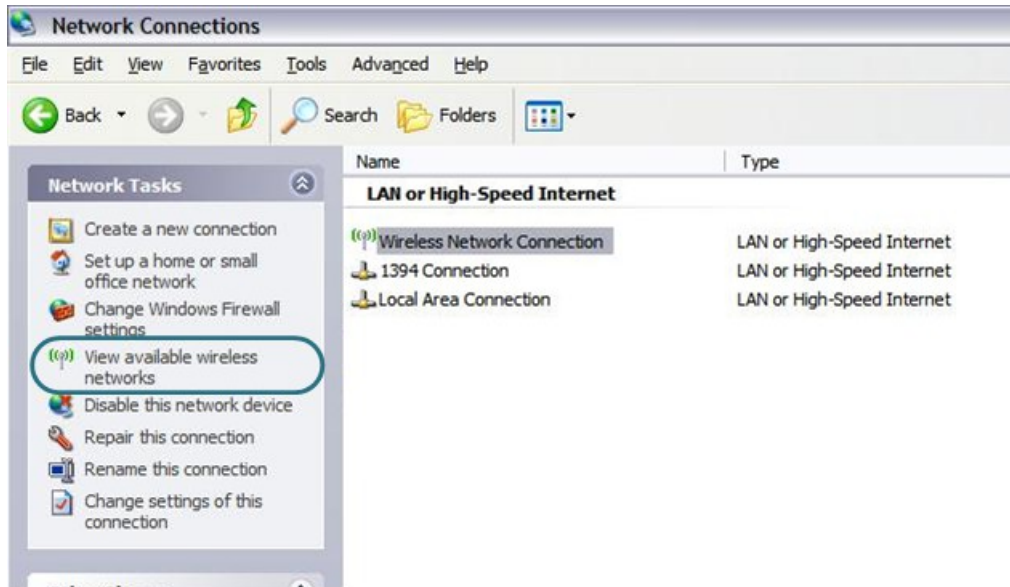 Network Connections
File Edit View Favorites Tools Advanced Help
Back Search Folders
Name Type
Network Tasks
LAN or High-Speed Internet
Create a new connection
Set up a home or small
office network
Change Windows Firewall
settings
View available wireless
networks
Disable this network device
Repair this connection
Rename this connection
Change settings of this
connection
Wireless Network Connection LAN or High-Speed Internet
1394 Connection LAN or High-Speed Internet
Local Area Connection LAN or High-Speed Internet